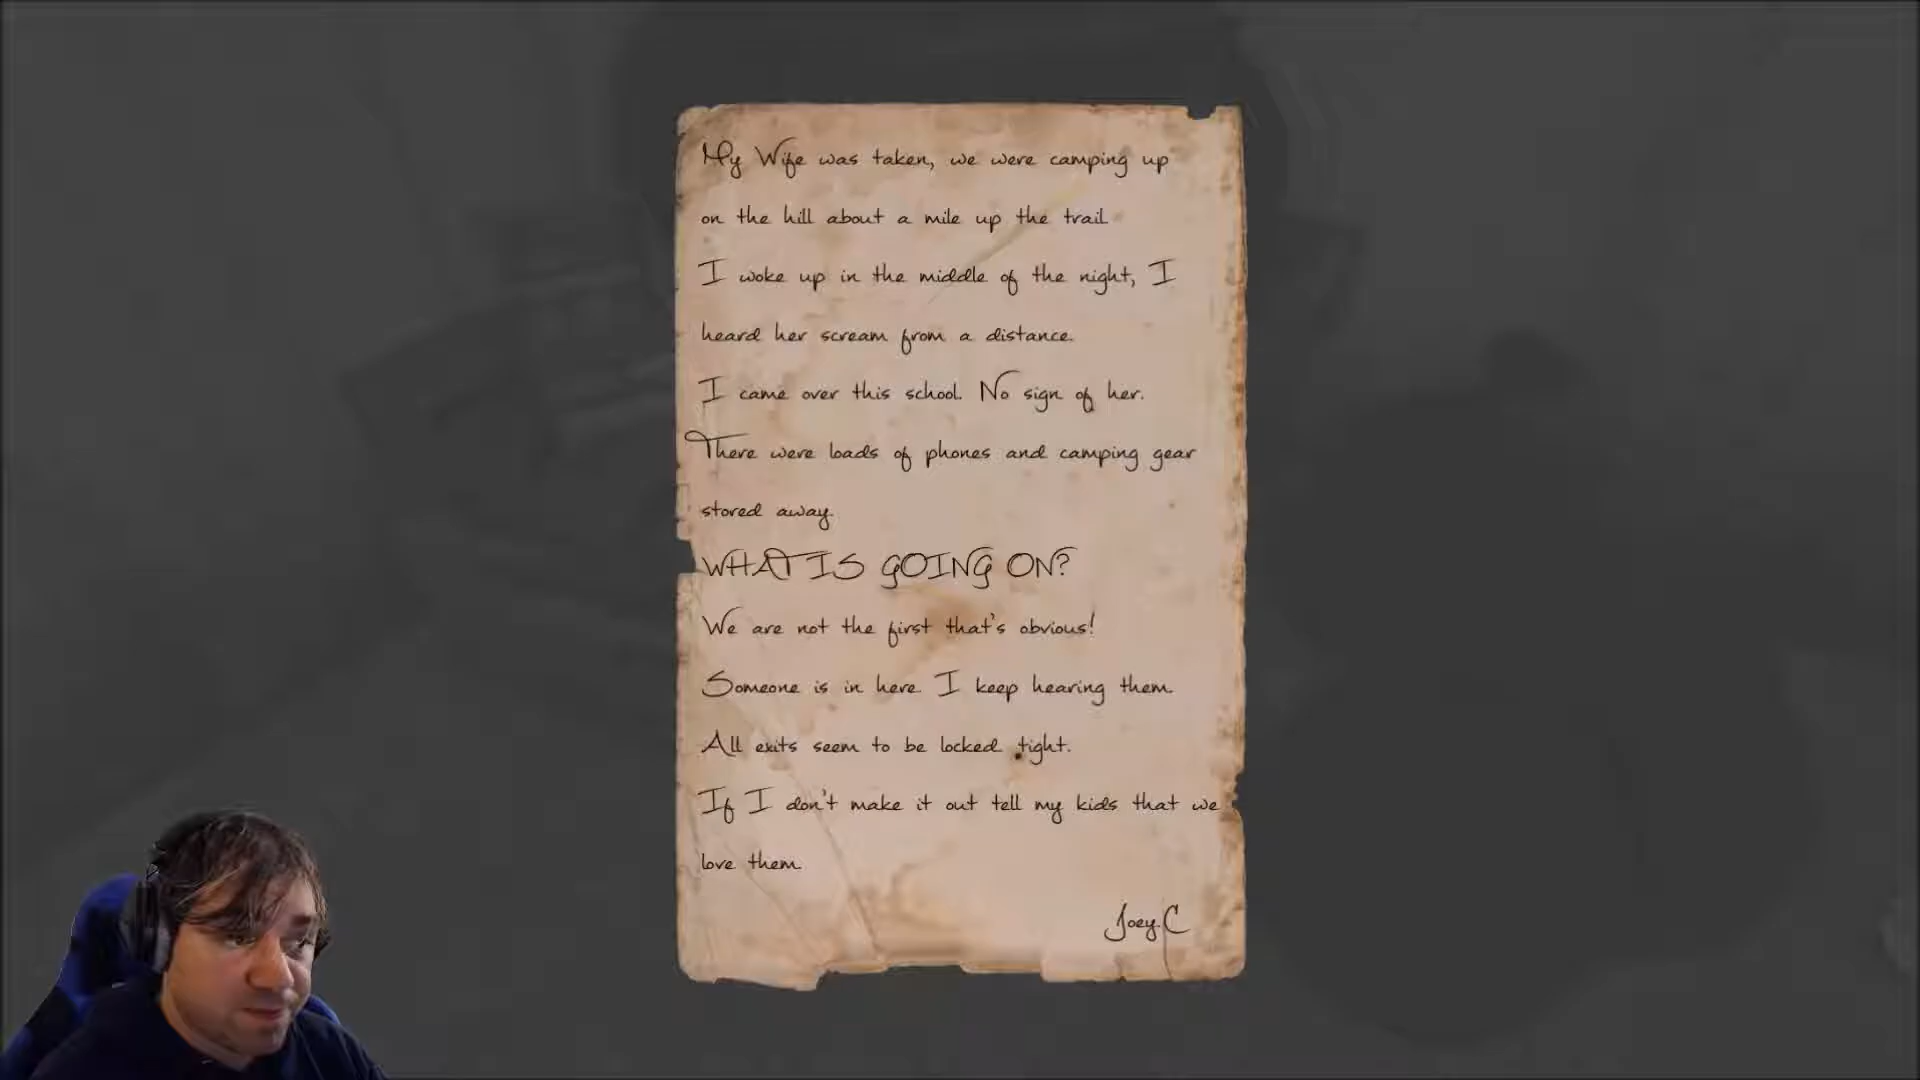 My Wife was taken, we were camping up
on the hill about a mile up the trail.
I woke up in the middle of the night, I
heard her scream from a distance.
I came over this school. No sign of her.
There were loads of phones and camping gear
stored away.
WHAT IS GOING ON?
We are not the first that's obvious!
Someone is in here. I keep hearing them.
All exits seem to be locked tight.
If I don't make it out tell my kids that we
love them.
Joey.C